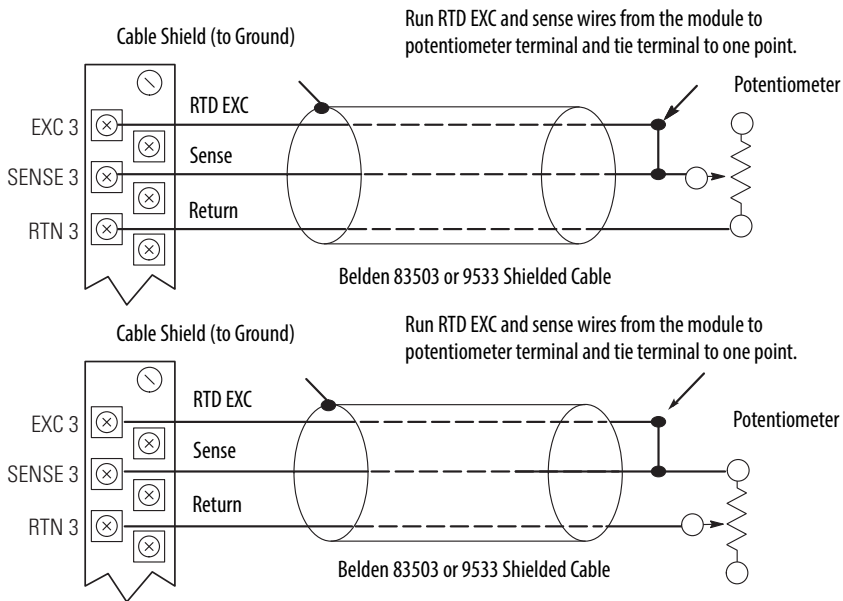 Cable Shield (to Ground)
Run RTD EXC and sense wires from the module to
potentiometer terminal and tie terminal to one point.
Potentiometer
RTD EXC
EXC 3
Sense
SENSE 3
Return
RTN 3
Belden 83503 or 9533 Shielded Cable
Cable Shield (to Ground)
Run RTD EXC and sense wires from the module to
potentiometer terminal and tie terminal to one point.
RTD EXC
Potentiometer
EXC 3
Sense
SENSE 3
Return
RTN 3
Belden 83503 or 9533 Shielded Cable